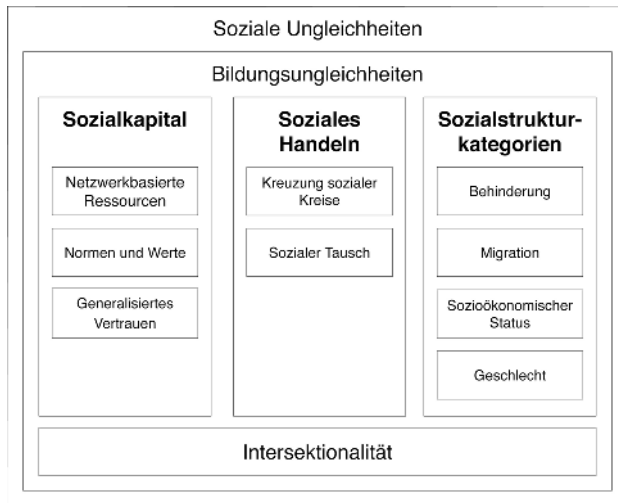 Soziale Ungleichheiten
Bildungsungleichheiten
Sozialkapital
Netzwerkbasierte
Ressourcen
Normen und Werte
Generalisiertes
Vertrauen
Soziales
Handeln
Kreuzung sozialer
Kreise
Sozialer Tausch
Sozialstruktur-
kategorien
Behinderung
Migration
Sozioökonomischer
Status
Geschlecht
Intersektionalität